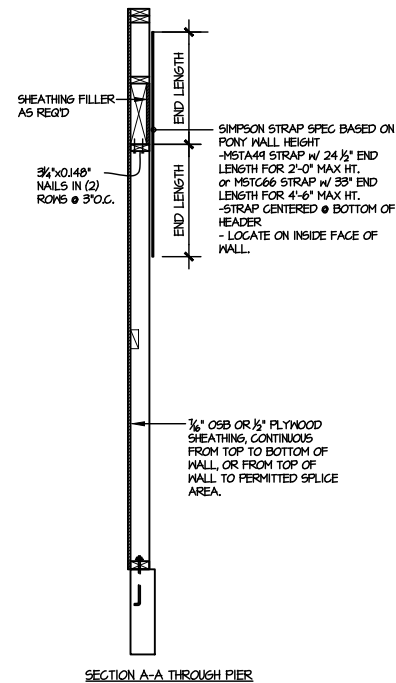 END LENGTH
SHEATHING FILLER
AS REQ'D
SIMPSON STRAP SPEC BASED ON
PONY WALL HEIGHT
-MSTA49 STRAP W/ 24 ½" END
LENGTH FOR 2'-0" MAX HT.
or MSTC66 STRAP W/ 33" END
LENGTH FOR 4'-6" MAX HT.
-STRAP CENTERED @ BOTTOM OF
HEADER
- LOCATE ON INSIDE FACE OF
WALL.
3¼"x0.148"
NAILS IN (2)
ROWS @ 3"O.C.
END LENGTH
7/16" OSB OR ½" PLYWOOD
SHEATHING, CONTINUOUS
FROM TOP TO BOTTOM OF
WALL, OR FROM TOP OF
WALL TO PERMITTED SPLICE
AREA.
SECTION A-A THROUGH PIER